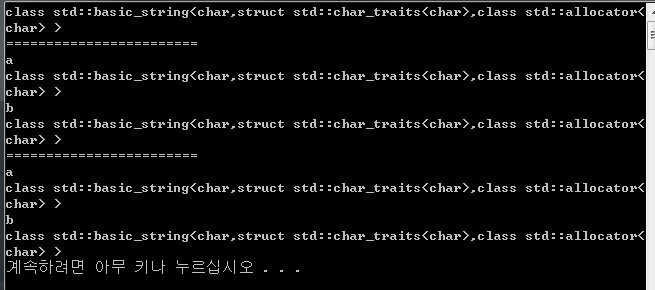 class std::basic_string<char,struct std::char_traits<char>,class std::allocator<
char> >
========================
a
class std::basic_string<char,struct std::char_traits<char>,class std::allocator<
char> >
b
class std::basic_string<char,struct std::char_traits<char>,class std::allocator<
char> >
========================
a
class std::basic_string<char,struct std::char_traits<char>,class std::allocator<
char> >
b
class std::basic_string<char,struct std::char_traits<char>,class std::allocator<
char> >
계속하려면 아무 키나 누르십시오 . . .